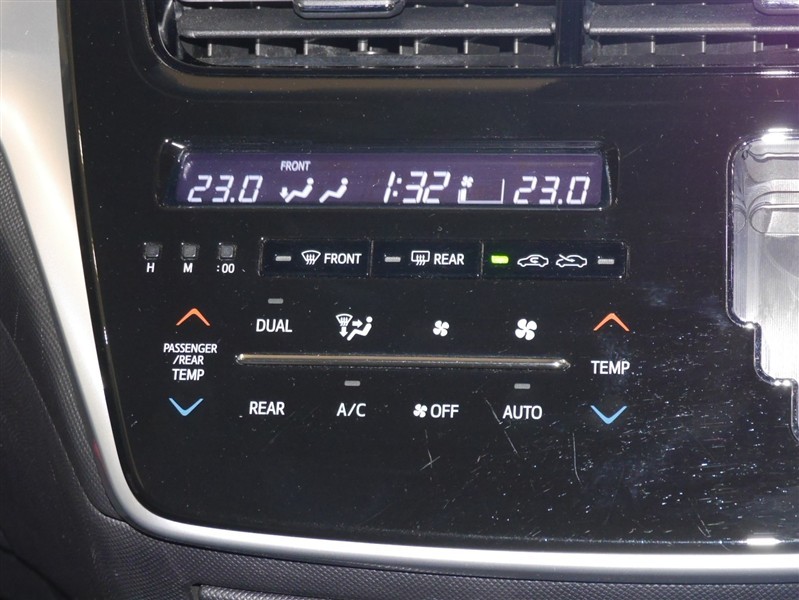 FRONT
23.0 1:32 23.0
H M :00 FRONT REAR
DUAL
PASSENGER
/REAR
TEMP
TEMP
REAR A/C OFF AUTO